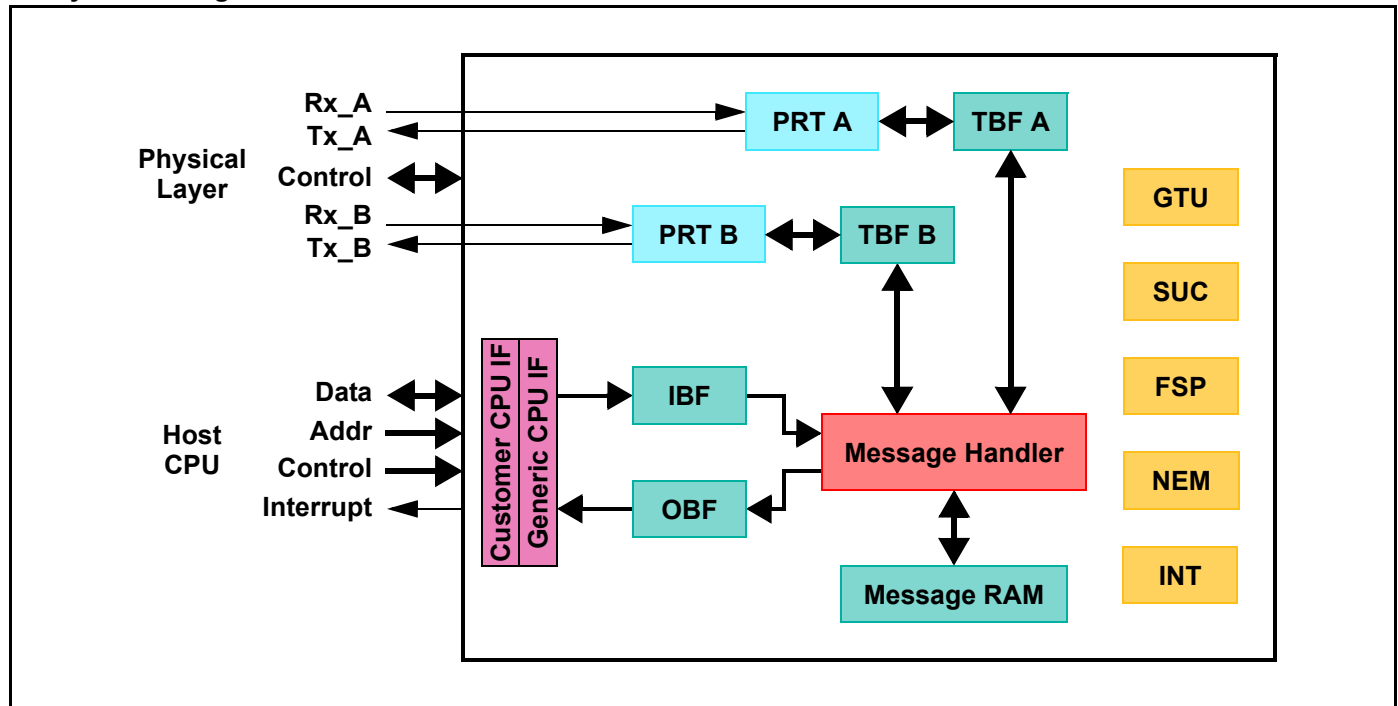 Rx_A
Tx_A
Physical
Layer
Control
Rx_B
Tx_B
PRT A
TBF A
PRT B
TBF B
GTU
SUC
FSP
NEM
INT
Host
CPU
Data
Addr
Control
Interrupt
Customer CPU IF
Generic CPU IF
IBF
OBF
Message Handler
Message RAM